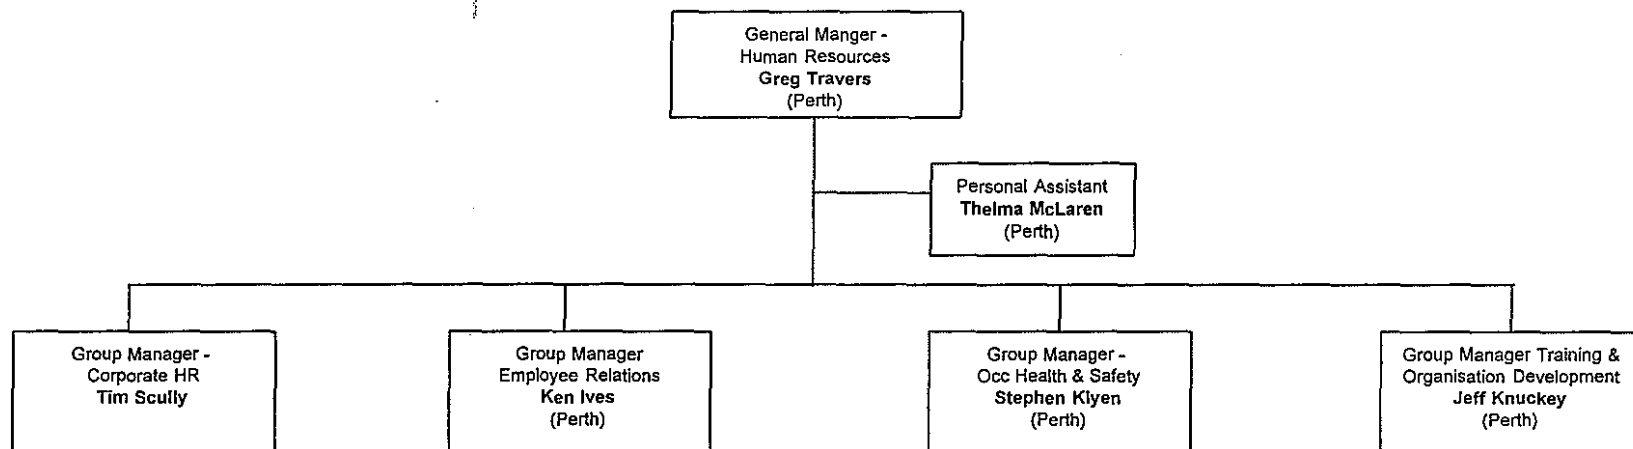 General Manger -
Human Resources
Greg Travers
(Perth)
Personal Assistant
Thelma McLaren
(Perth)
Group Manager -
Corporate HR
Tim Scully
Group Manager
Employee Relations
Ken Ives
(Perth)
Group Manager -
Occ Health & Safety
Stephen Klyen
(Perth)
Group Manager Training &
Organisation Development
Jeff Knuckey
(Perth)